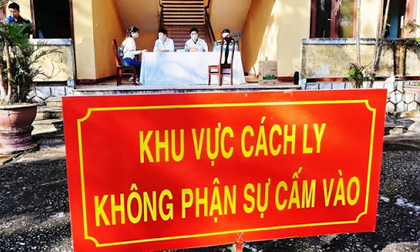 KHU VỰC CÁCH LY
KHÔNG PHẬN SỰ CẤM VÀO